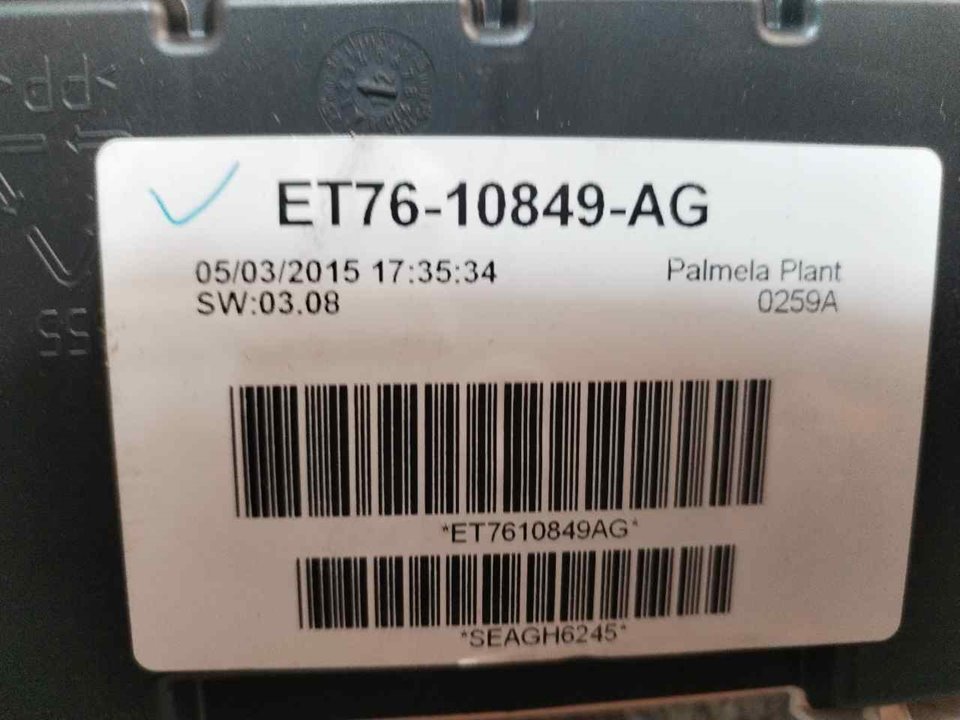 ET76-10849-AG
05/03/2015 17:35:34
Palmela Plant
SW:03.08
0259A
*ET7610849AG*
*SEAGH6245*